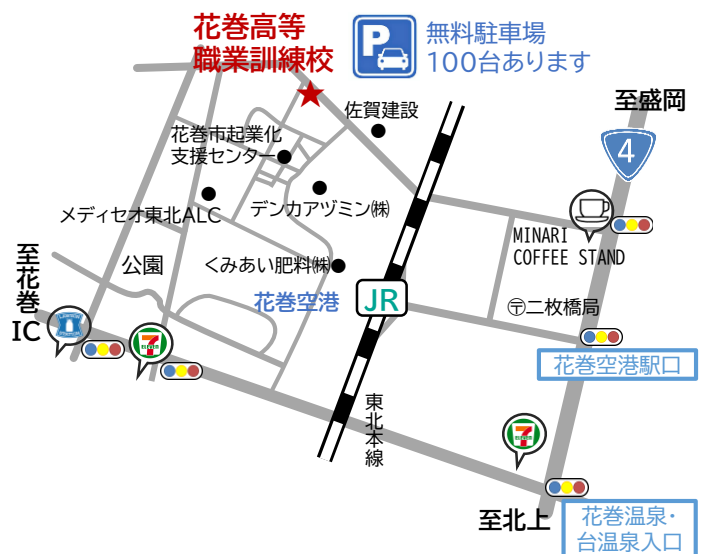 花巻高等
職業訓練校
P
無料駐車場
100台あります
至盛岡
4
佐賀建設
花巻市起業化
支援センター
デンカアヅミン㈱
メディセオ東北ALC
MINARI
COFFEE STAND
至花巻
IC
公園
くみあい肥料㈱
花巻空港
JR
〶二枚橋局
花巻空港駅口
7
ELEVEn
東北本線
7
ELEVEn
至北上
花巻温泉・
台温泉入口